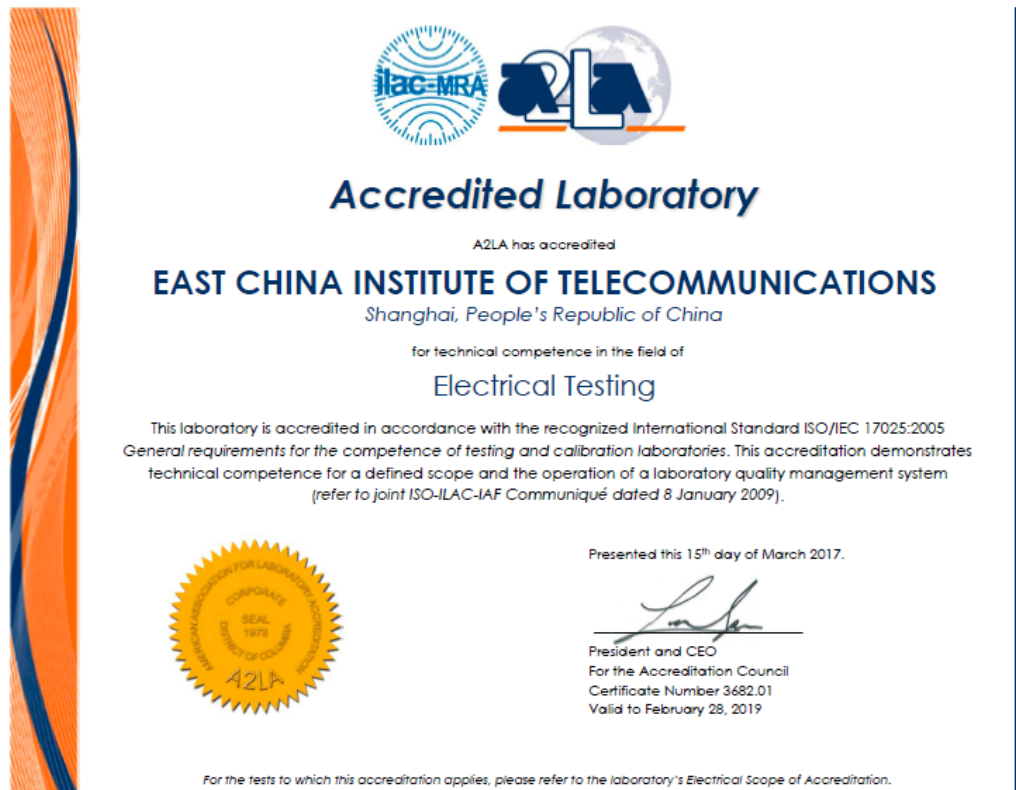 ilac-MRA
A2LA
Accredited Laboratory
A2LA has accredited
EAST CHINA INSTITUTE OF TELECOMMUNICATIONS
Shanghai, People's Republic of China
for technical competence in the field of
Electrical Testing
This laboratory is accredited in accordance with the recognized International Standard ISO/IEC 17025:2005
General requirements for the competence of testing and calibration laboratories. This accreditation demonstrates
technical competence for a defined scope and the operation of a laboratory quality management system
(refer to joint ISO-ILAC-IAF Communiqué dated 8 January 2009).
AMERICAN ASSOCIATION FOR LABORATORY ACCREDITATION
CORPORATE
SEAL
1978
DISTRICT OF COLUMBIA
A2LA
Presented this 15th day of March 2017.
President and CEO
For the Accreditation Council
Certificate Number 3682.01
Valid to February 28, 2019
For the tests to which this accreditation applies, please refer to the laboratory's Electrical Scope of Accreditation.